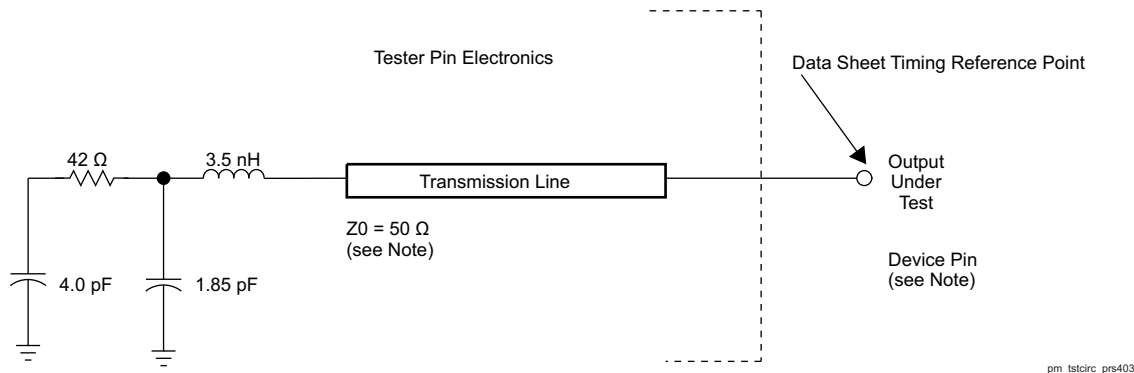 Tester Pin Electronics
Data Sheet Timing Reference Point
42 Ω
3.5 nH
Transmission Line
Output
Under
Test
Z0 = 50 Ω
(see Note)
Device Pin
(see Note)
4.0 pF
1.85 pF
pm_tstcirc_prs403